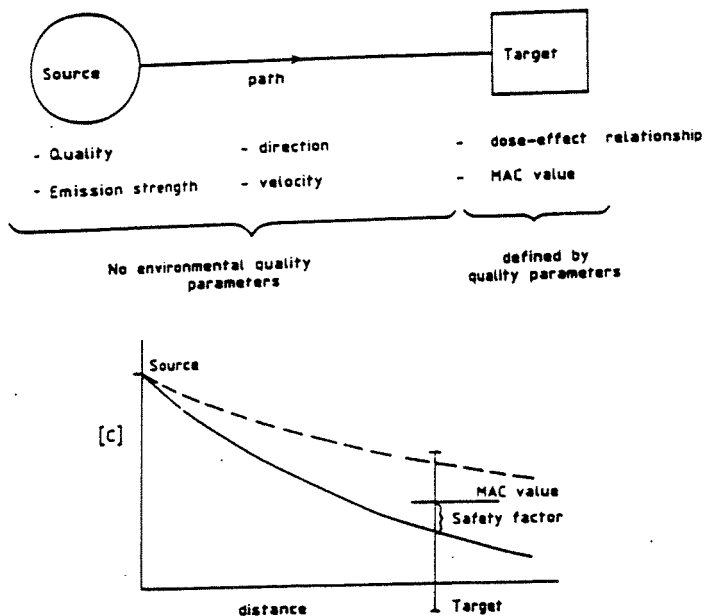 Source
path
Target
- Quality
- direction
- dose-effect relationship
- Emission strength
- velocity
- MAC value
No environmental quality
parameters
defined by
quality parameters
Source
[C]
MAC value
Safety factor
distance
Target